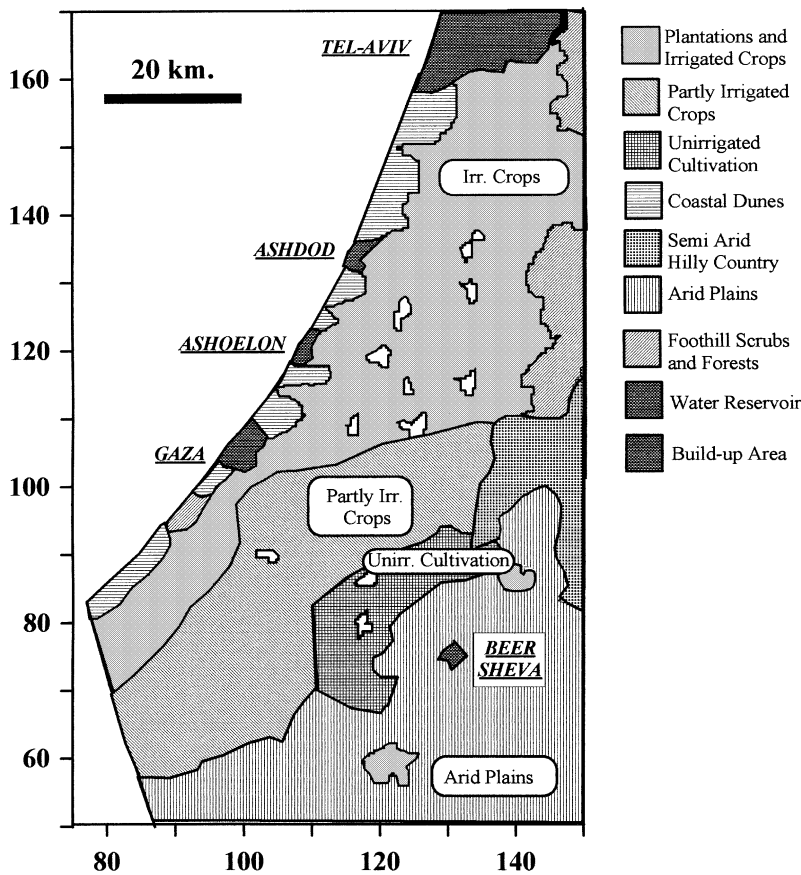 TEL-AVIV
160
20 km.
Irr. Crops
140
ASHDOD
120
ASHOELON
GAZA
100
Partly Irr.
Crops
Unirr. Cultivation
80
BEER
SHEVA
60
Arid Plains
80
100
120
140
Plantations and
Irrigated Crops
Partly Irrigated
Crops
Unirrigated
Cultivation
Coastal Dunes
Semi Arid
Hilly Country
Arid Plains
Foothill Scrubs
and Forests
Water Reservoir
Build-up Area